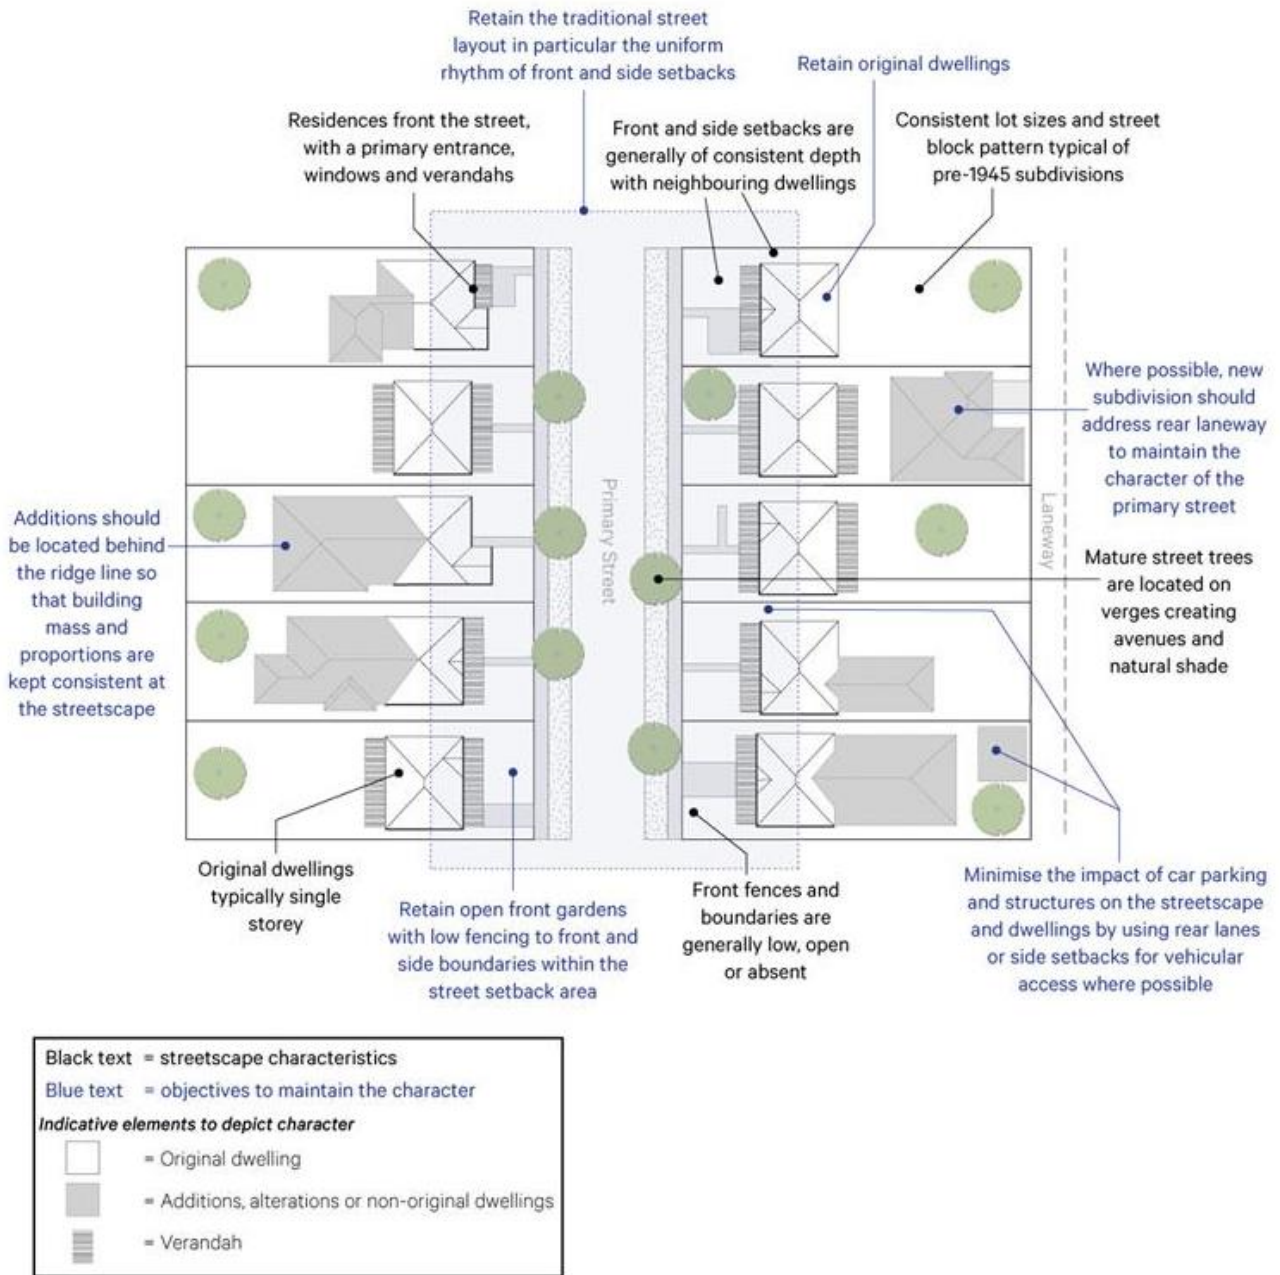 Retain the traditional street
layout in particular the uniform
rhythm of front and side setbacks
Retain original dwellings
Residences front the street,
with a primary entrance,
windows and verandahs
Front and side setbacks are
generally of consistent depth
with neighbouring dwellings
Consistent lot sizes and street
block pattern typical of
pre-1945 subdivisions
Where possible, new
subdivision should
address rear laneway
to maintain the
character of the
primary street
Additions should
be located behind
the ridge line so
that building
mass and
proportions are
kept consistent at
the streetscape
Primary Street
Laneway
Mature street trees
are located on
verges creating
avenues and
natural shade
Original dwellings
typically single
storey
Retain open front gardens
with low fencing to front and
side boundaries within the
street setback area
Front fences and
boundaries are
generally low, open
or absent
Minimise the impact of car parking
and structures on the streetscape
and dwellings by using rear lanes
or side setbacks for vehicular
access where possible
Black text = streetscape characteristics
Blue text = objectives to maintain the character
Indicative elements to depict character
= Original dwelling
= Additions, alterations or non-original dwellings
= Verandah